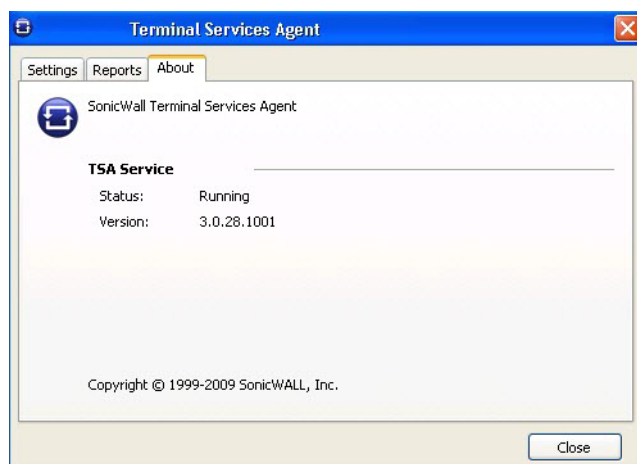 Terminal Services Agent
Settings Reports About
SonicWall Terminal Services Agent
TSA Service
Status: Running
Version: 3.0.28.1001
Copyright © 1999-2009 SonicWALL, Inc.
Close